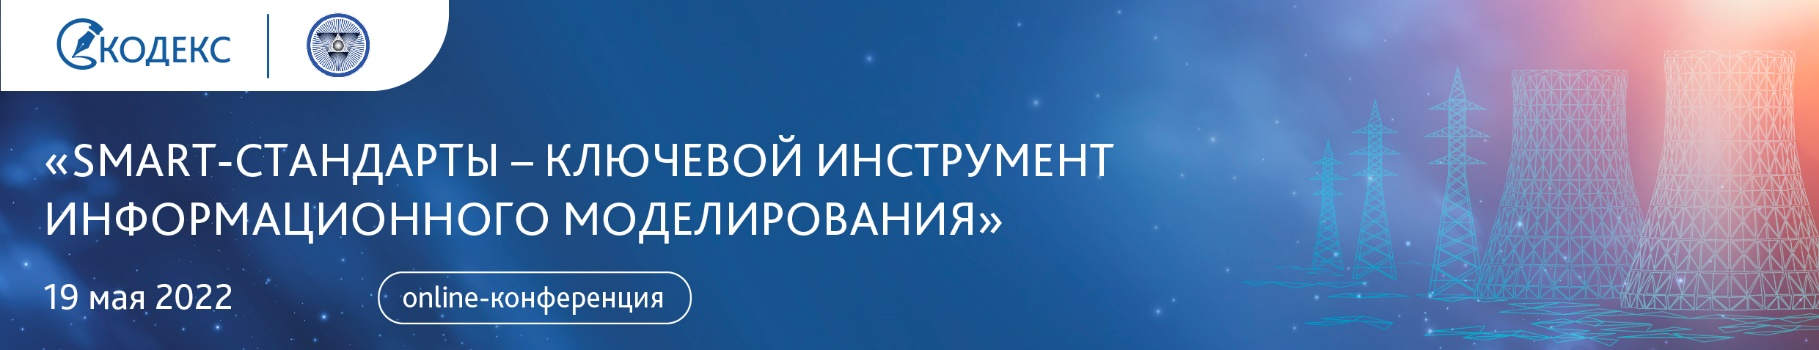 КОДЕКС
«SMART-СТАНДАРТЫ – КЛЮЧЕВОЙ ИНСТРУМЕНТ
ИНФОРМАЦИОННОГО МОДЕЛИРОВАНИЯ»
19 мая 2022
online-конференция